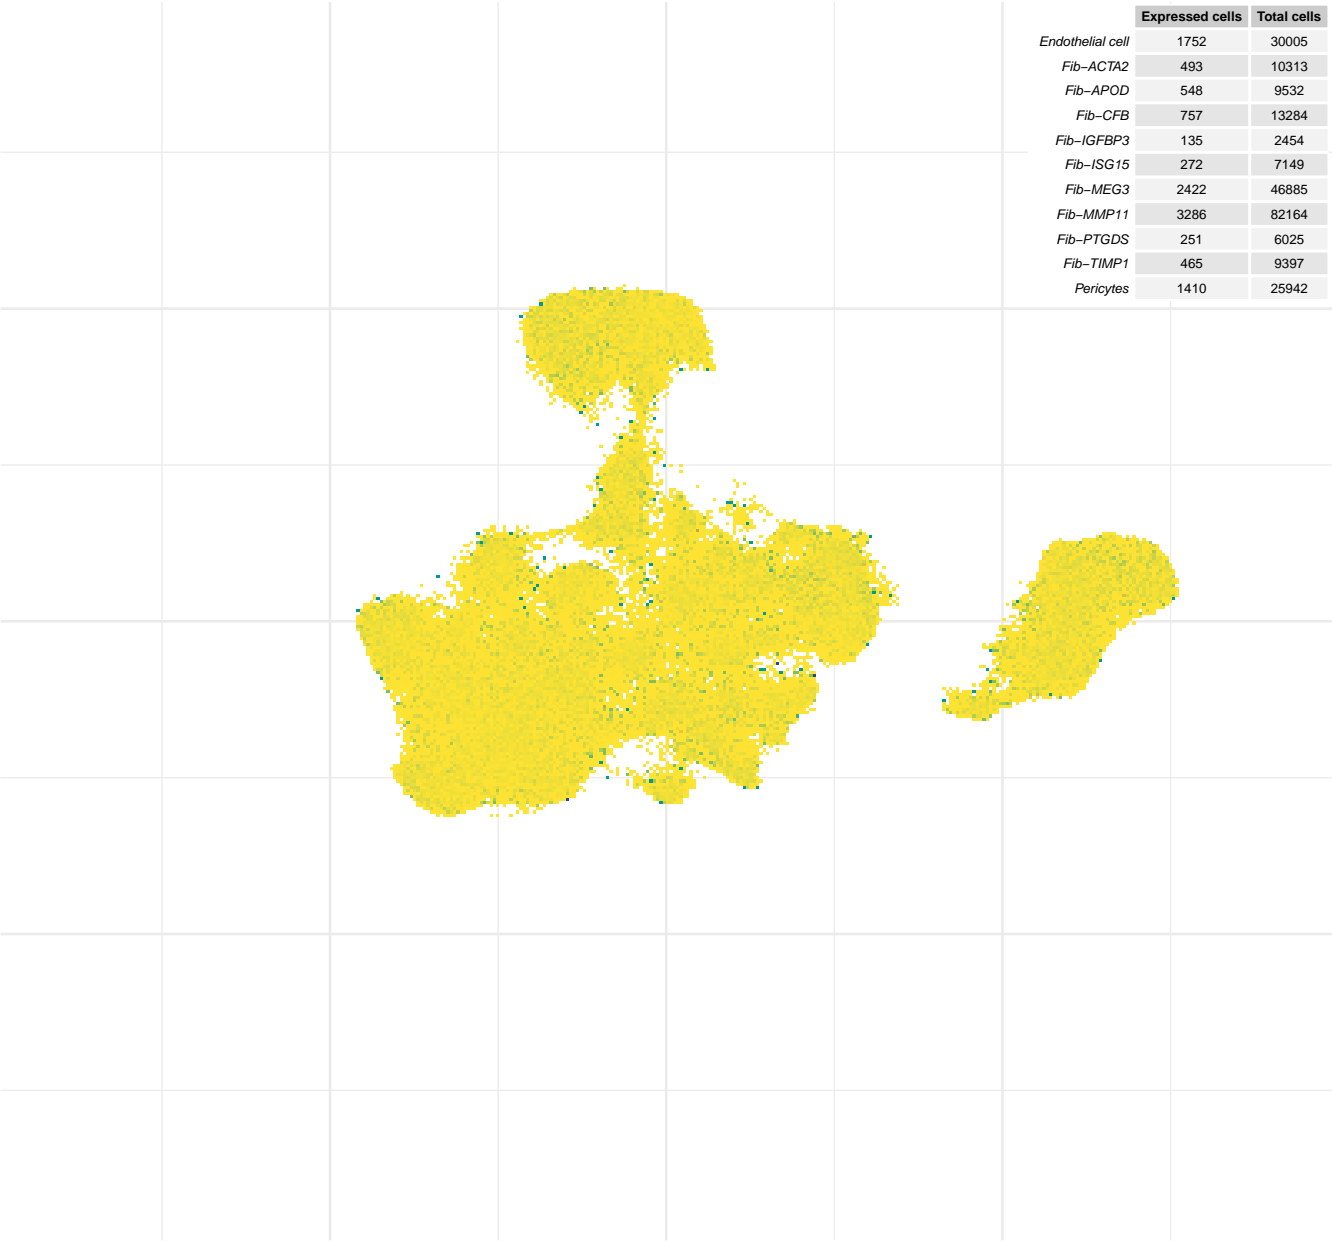 Expressed cells Total cells
Endothelial cell 1752 30005
Fib−ACTA2 493 10313
Fib−APOD 548 9532
Fib−CFB 757 13284
Fib−IGFBP3 135 2454
Fib−ISG15 272 7149
Fib−MEG3 2422 46885
Fib−MMP11 3286 82164
Fib−PTGDS 251 6025
Fib−TIMP1 465 9397
Pericytes 1410 25942